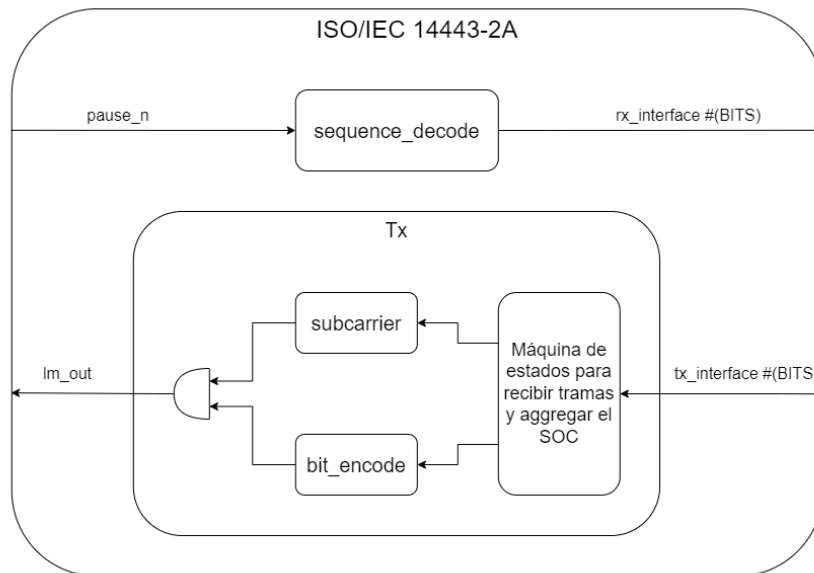 ISO/IEC 14443-2A
pause_n
sequence_decode
rx_interface #(BITS)
Tx
subcarrier
Máquina de
estados para
recibir tramas
y aggregar el
SOC
lm_out
tx_interface #(BITS
bit_encode